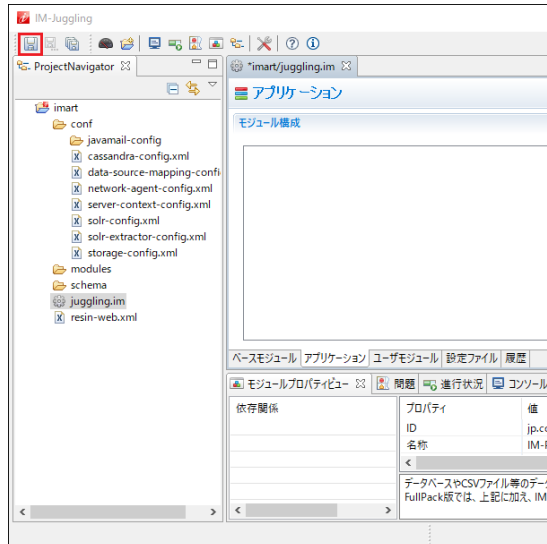 IM-Juggling
ProjectNavigator
*imart/juggling.im
アプリケーション
モジュール構成
imart
conf
javamail-config
cassandra-config.xml
data-source-mapping-confi
network-agent-config.xml
server-context-config.xml
solr-config.xml
solr-extractor-config.xml
storage-config.xml
modules
schema
juggling.im
resin-web.xml
ベースモジュール アプリケーション ユーザモジュール 設定ファイル 履歴
モジュールプロパティビュー 問題 進行状況 コンソール
依存関係
プロパティ 値
ID jp.co
名称 IM-
データベースやCSVファイル等のデー
FullPack版では、上記に加え、IM